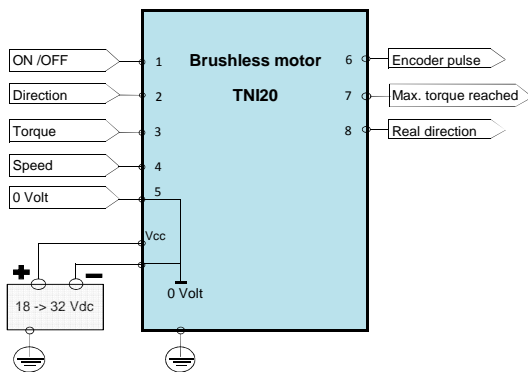 Brushless motor
TNI20
ON /OFF
1
Direction
2
Torque
3
Speed
4
0 Volt
5
6
Encoder pulse
7
Max. torque reached
8
Real direction
Vcc
+
−
18 -> 32 Vdc
0 Volt